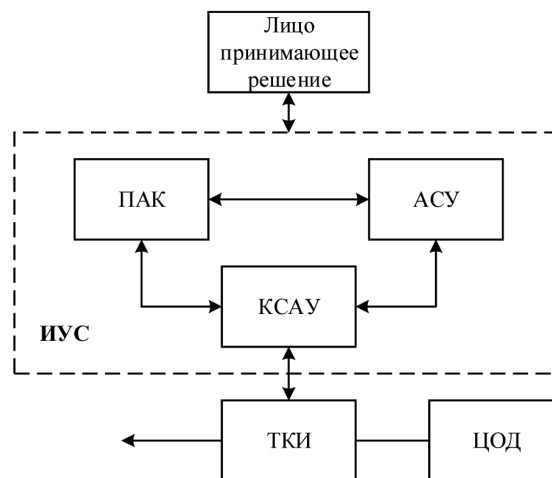 Лицо
принимающее
решение
ПАК
АСУ
КСАУ
ИУС
ТКИ
ЦОД